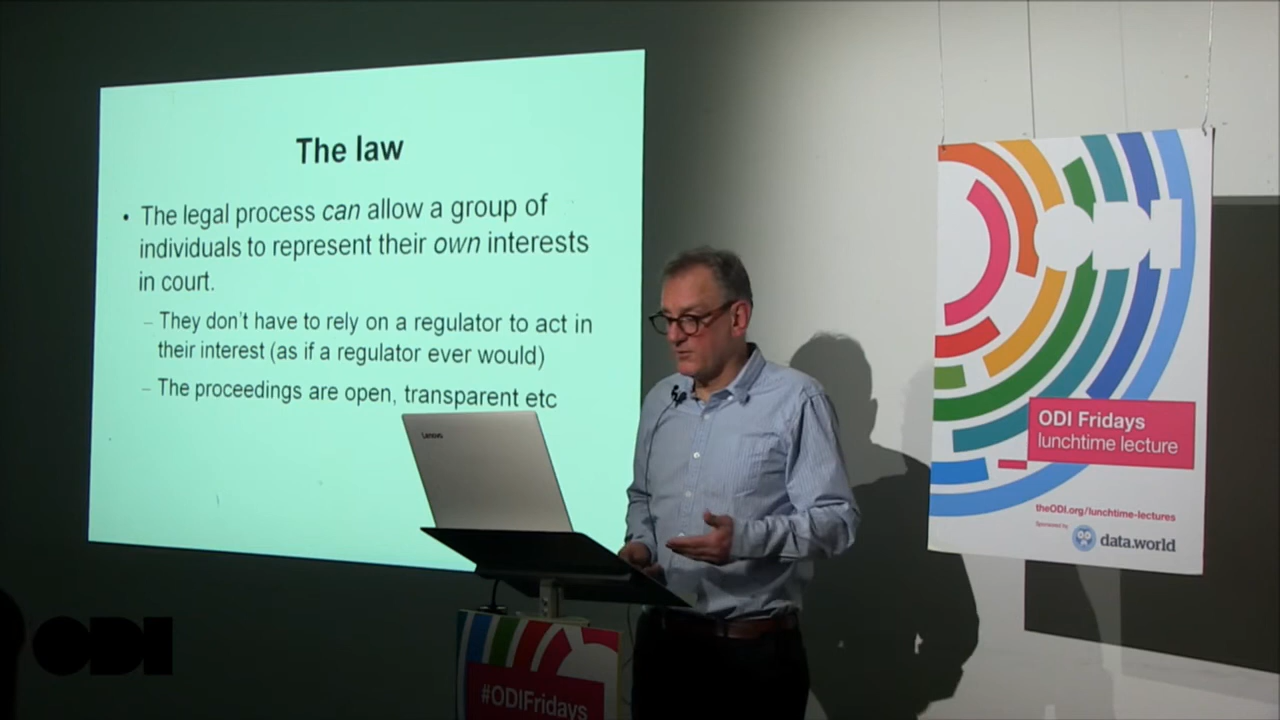 The law
• The legal process can allow a group of
individuals to represent their own interests
in court.
– They don't have to rely on a regulator to act in
their interest (as if a regulator ever would)
– The proceedings are open, transparent etc
Lenovo
#ODIFridays
ODI
ODI
ODI Fridays
lunchtime lecture
theODI.org/lunchtime-lectures
Sponsored by
data.world